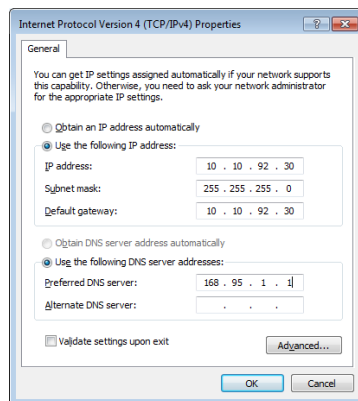 Internet Protocol Version 4 (TCP/IPv4) Properties
General
You can get IP settings assigned automatically if your network supports
this capability. Otherwise, you need to ask your network administrator
for the appropriate IP settings.
Obtain an IP address automatically
Use the following IP address:
IP address: 10 . 10 . 92 . 30
Subnet mask: 255 . 255 . 255 . 0
Default gateway: 10 . 10 . 92 . 30
Obtain DNS server address automatically
Use the following DNS server addresses:
Preferred DNS server: 168 . 95 . 1 . 1
Alternate DNS server: . . .
Validate settings upon exit
Advanced...
OK Cancel